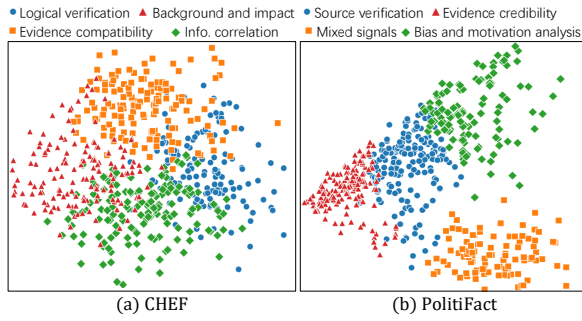 Logical verification Background and impact
Evidence compatibility Info. correlation
Source verification Evidence credibility
Mixed signals Bias and motivation analysis
(a) CHEF
(b) PolitiFact